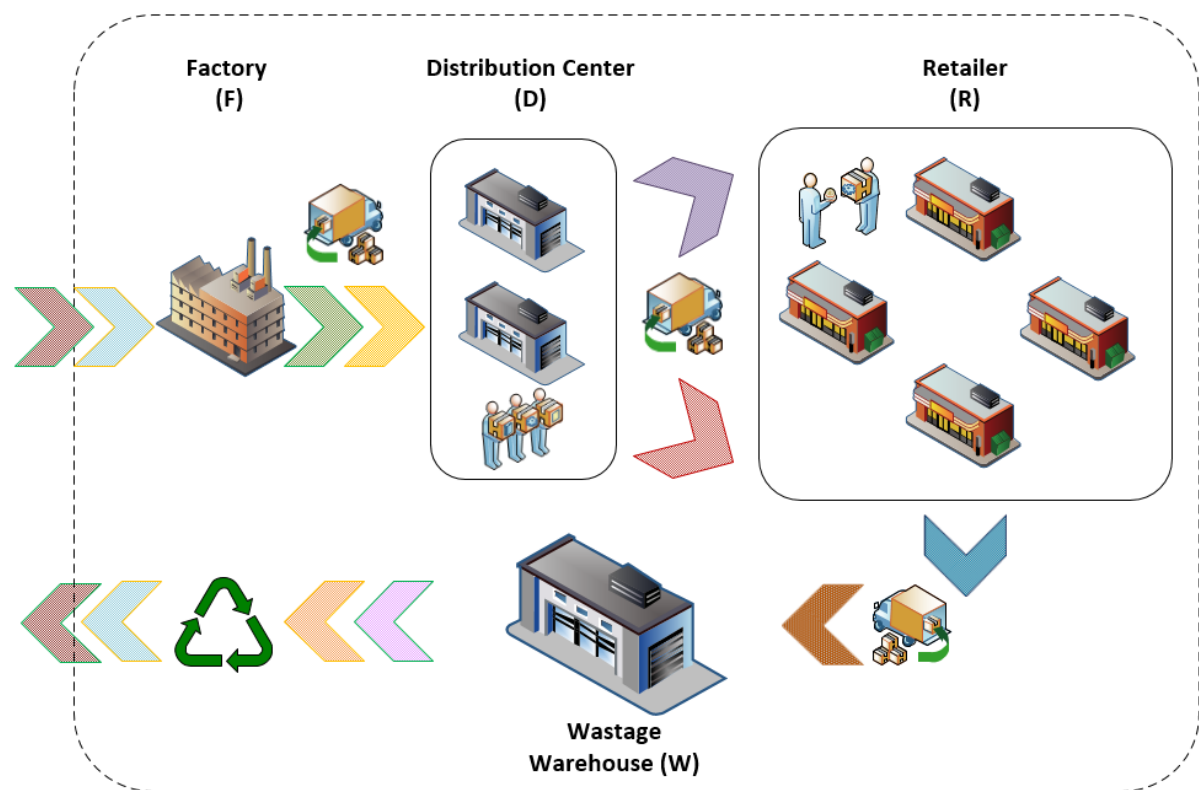 Factory
(F)
Distribution Center
(D)
Retailer
(R)
Wastage
Warehouse (W)